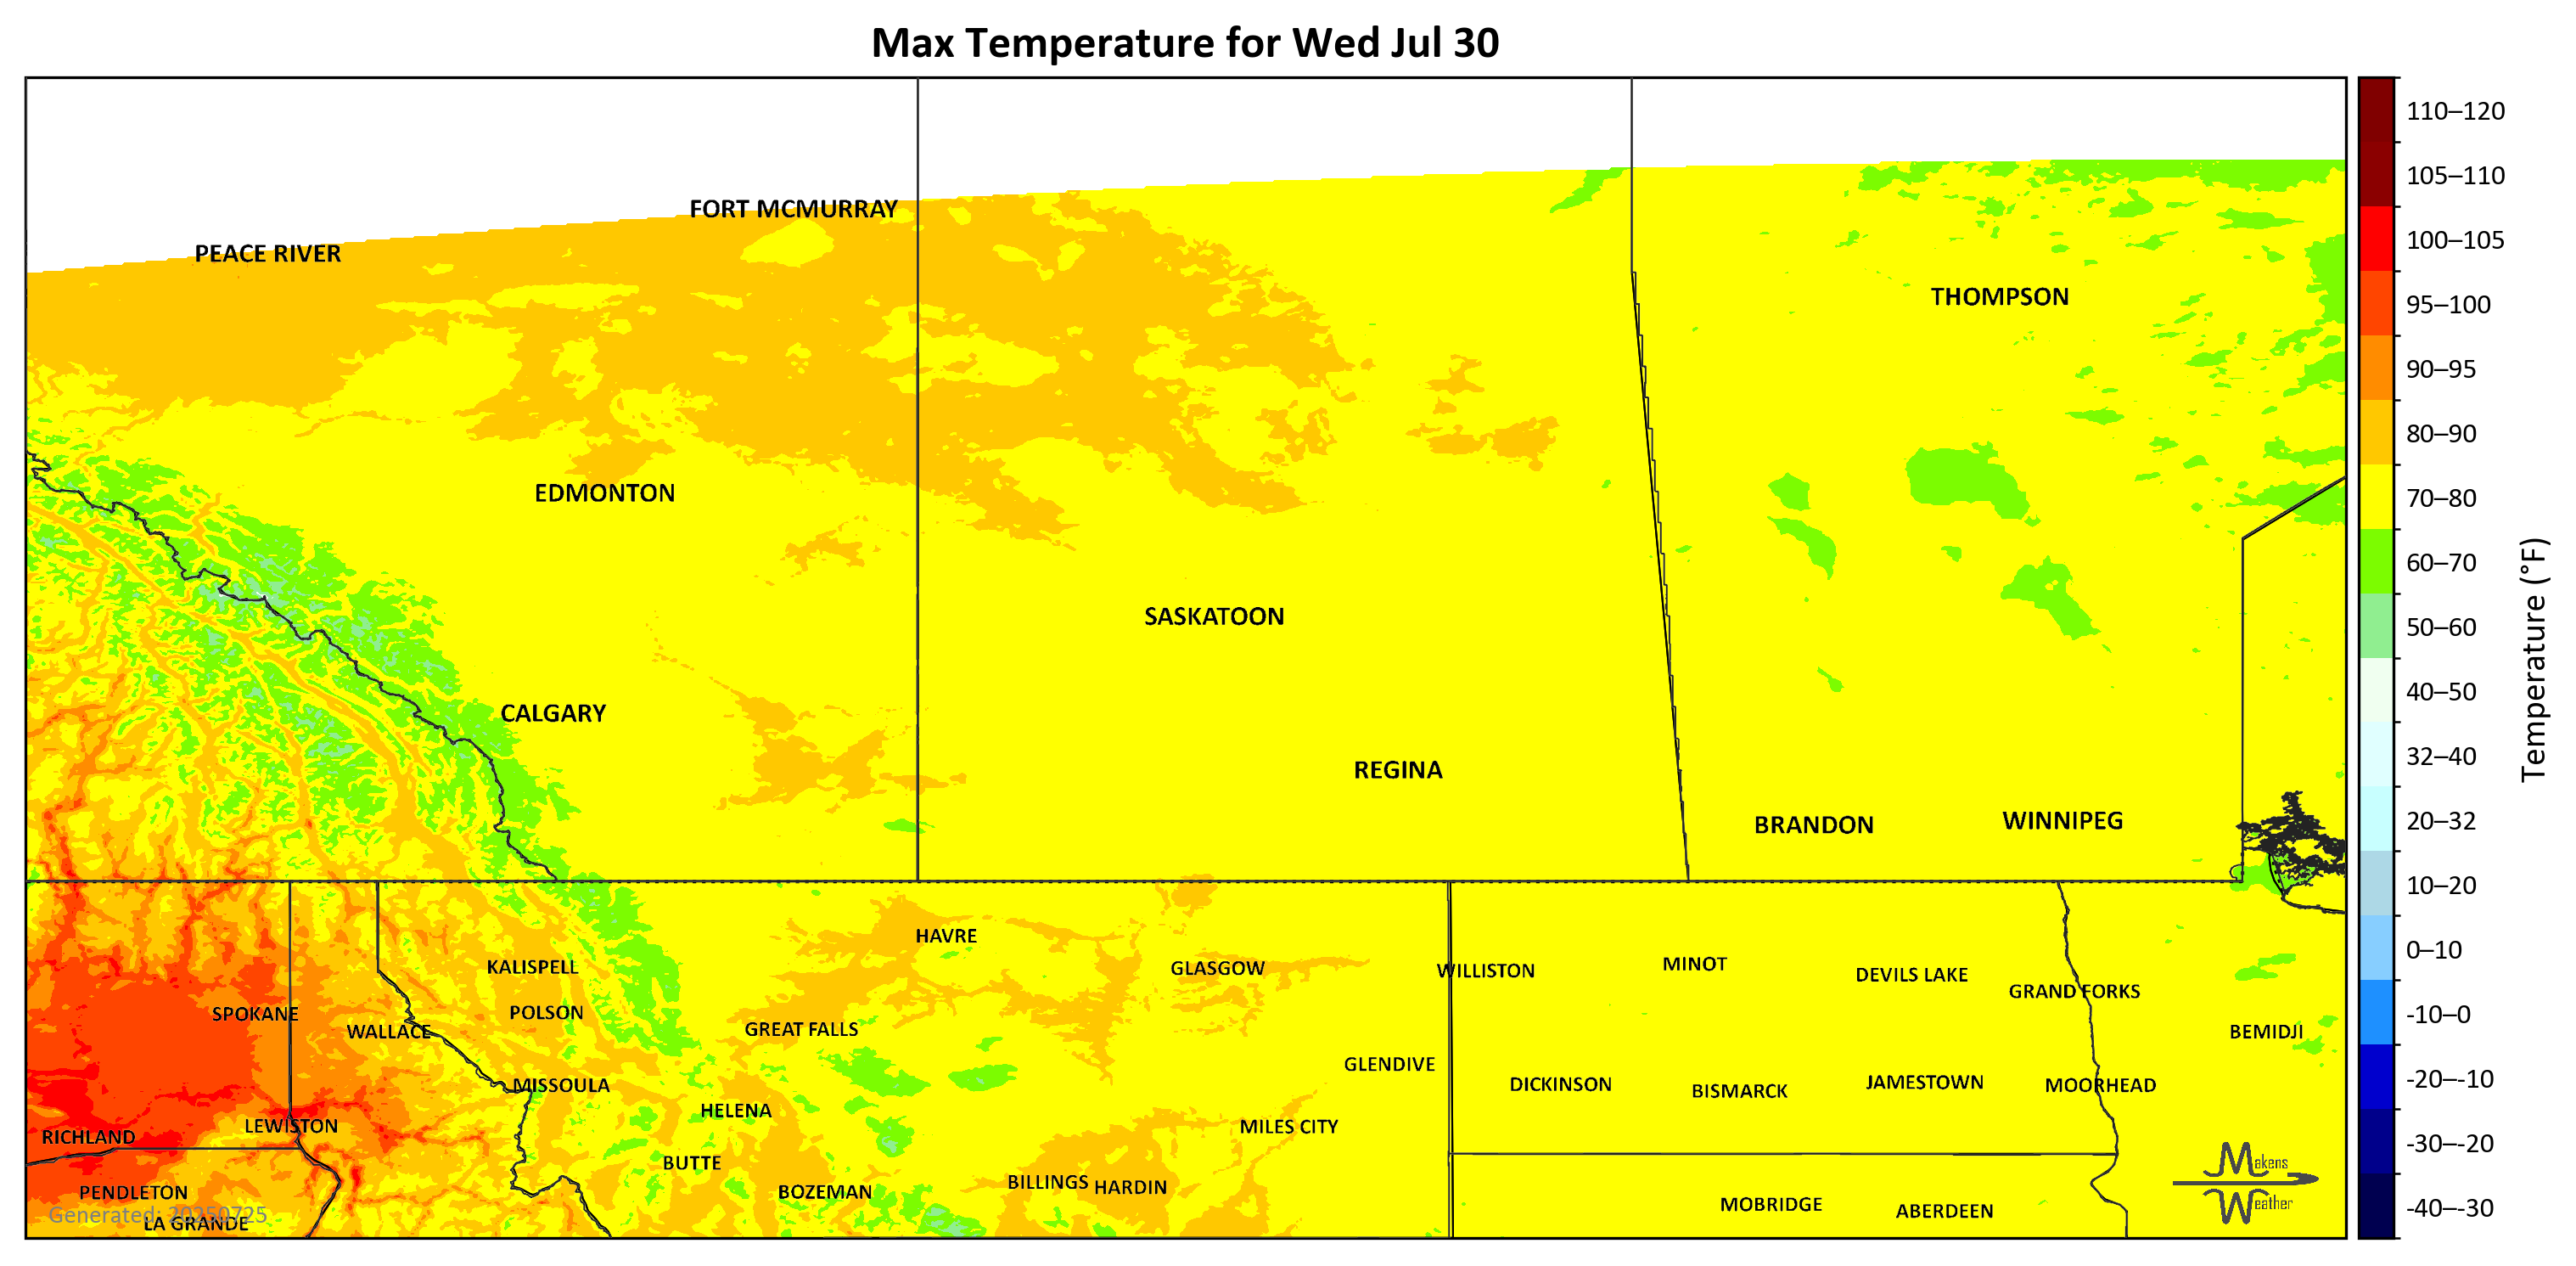 Max Temperature for Wed Jul 30
110–120
105–110
FORT MCMURRAY
100–105
PEACE RIVER
THOMPSON
95–100
90–95
80–90
EDMONTON
70–80
60–70
SASKATOON
50–60
Temperature (°F)
40–50
CALGARY
32–40
REGINA
20–32
BRANDON
WINNIPEG
10–20
HAVRE
0–10
KALISPELL
GLASGOW
WILLISTON
MINOT
DEVILS LAKE
GRAND FORKS
SPOKANE
POLSON
-10–0
WALLACE
GREAT FALLS
BEMIDJI
GLENDIVE
-20–-10
MISSOULA
DICKINSON
BISMARCK
JAMESTOWN
MOORHEAD
HELENA
LEWISTON
MILES CITY
RICHLAND
-30–-20
BUTTE
Makens
Weather
PENDLETON
BOZEMAN
BILLINGS
HARDIN
MOBRIDGE
ABERDEEN
-40–-30
Generated: 20250725
LA GRANDE